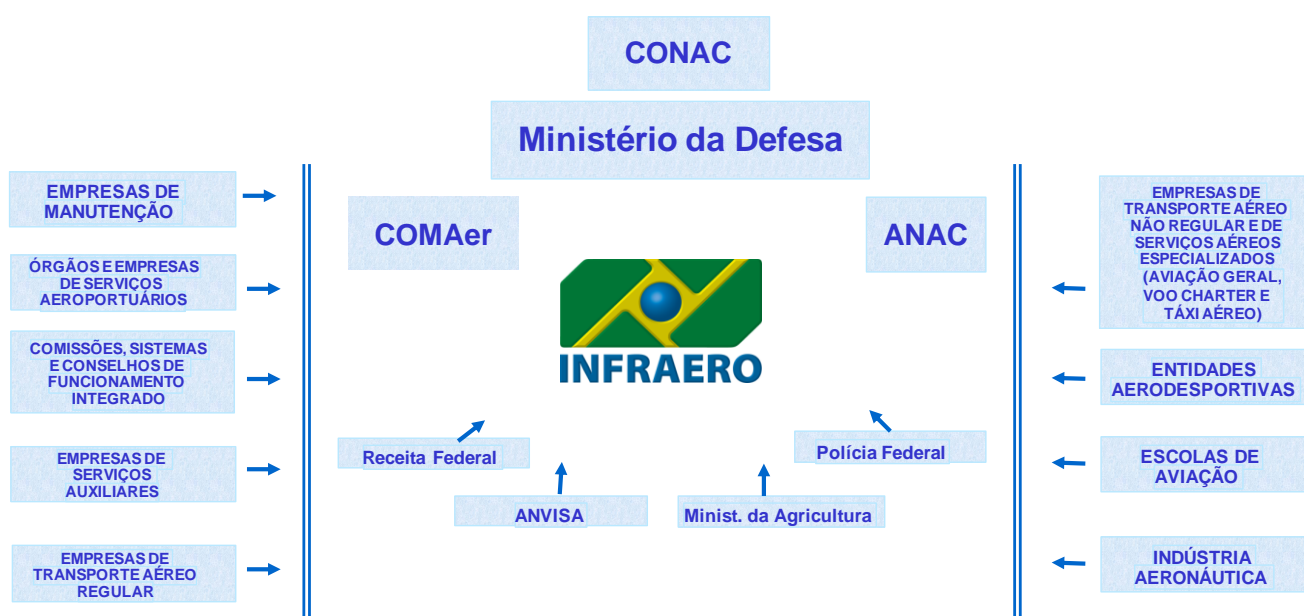 CONAC
Ministério da Defesa
EMPRESAS DE
MANUTENÇÃO
ÓRGÃOS E EMPRESAS
DE SERVIÇOS
AEROPORTUÁRIOS
COMISSÕES, SISTEMAS
E CONSELHOS DE
FUNCIONAMENTO
INTEGRADO
EMPRESAS DE
SERVIÇOS
AUXILIARES
EMPRESAS DE
TRANSPORTE AÉREO
REGULAR
COMAer
ANAC
INFRAERO
Receita Federal
ANVISA
Minist. da Agricultura
Polícia Federal
EMPRESAS DE
TRANSPORTE AÉREO
NÃO REGULAR E DE
SERVIÇOS AÉREOS
ESPECIALIZADOS
(AVIAÇÃO GERAL,
VOO CHARTER E
TÁXI AÉREO)
ENTIDADES
AERODESPORTIVAS
ESCOLAS DE
AVIAÇÃO
INDÚSTRIA
AERONÁUTICA